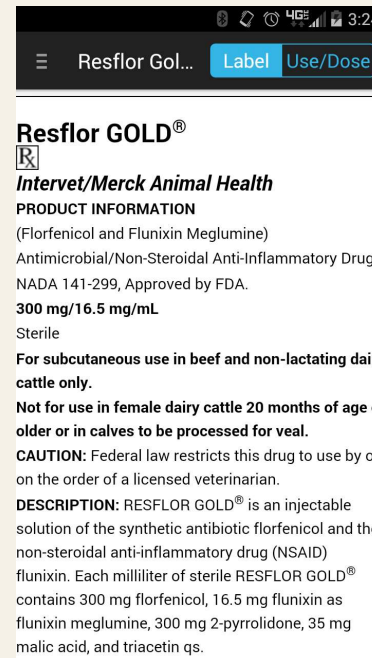 4G 3:24
Resflor Gol... Label Use/Dose
Resflor GOLD®
Rx
Intervet/Merck Animal Health
PRODUCT INFORMATION
(Florfenicol and Flunixin Meglumine)
Antimicrobial/Non-Steroidal Anti-Inflammatory Drug
NADA 141-299, Approved by FDA.
300 mg/16.5 mg/mL
Sterile
For subcutaneous use in beef and non-lactating dai
cattle only.
Not for use in female dairy cattle 20 months of age
older or in calves to be processed for veal.
CAUTION: Federal law restricts this drug to use by o
on the order of a licensed veterinarian.
DESCRIPTION: RESFLOR GOLD® is an injectable
solution of the synthetic antibiotic florfenicol and the
non-steroidal anti-inflammatory drug (NSAID)
flunixin. Each milliliter of sterile RESFLOR GOLD®
contains 300 mg florfenicol, 16.5 mg flunixin as
flunixin meglumine, 300 mg 2-pyrrolidone, 35 mg
malic acid, and triacetin qs.